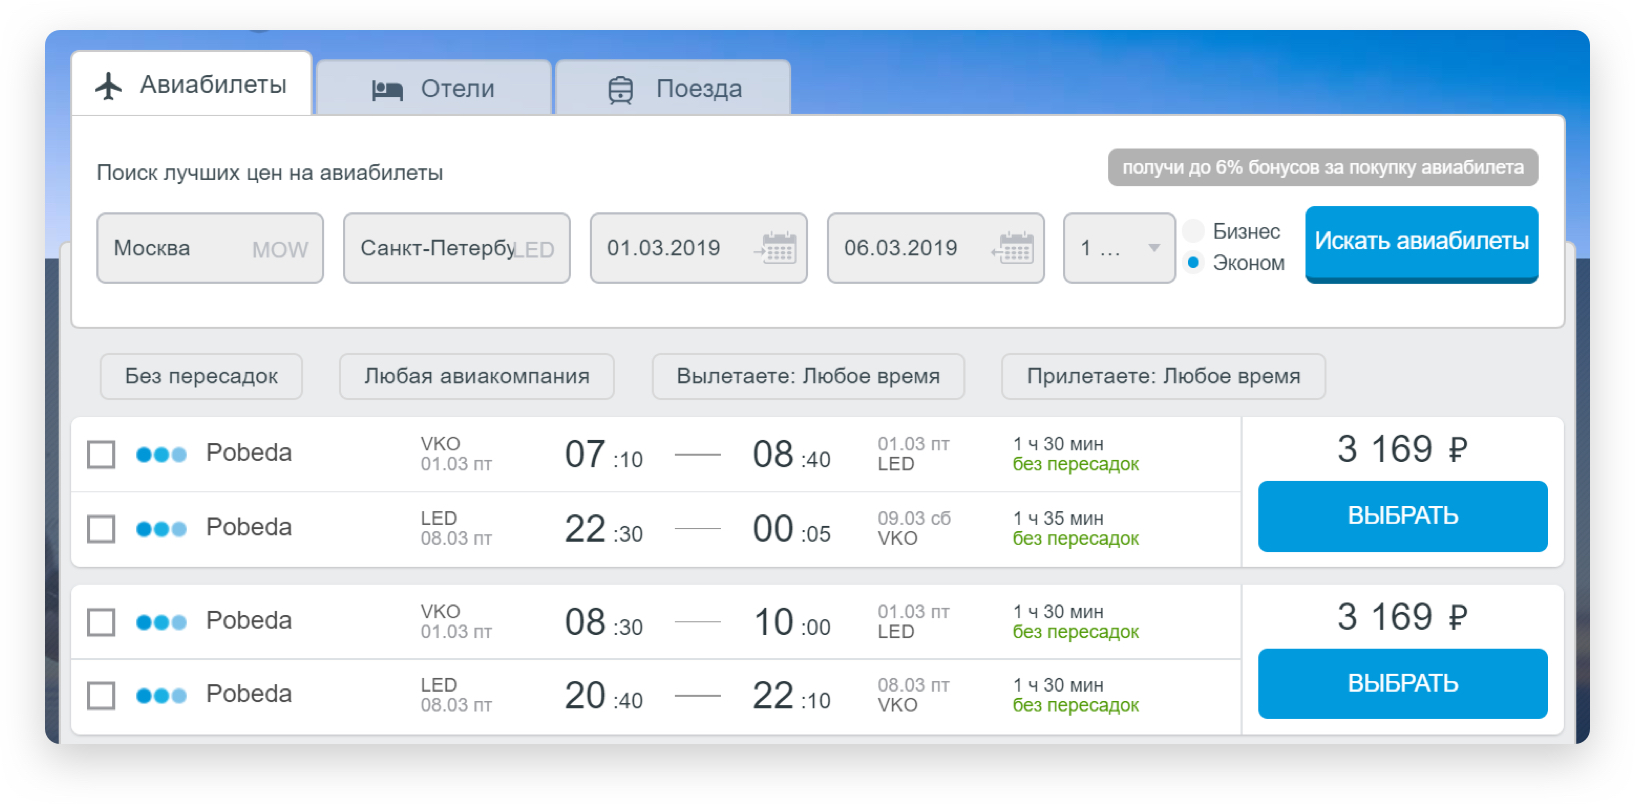 Авиабилеты
Отели
Поезда
Поиск лучших цен на авиабилеты
получи до 6% бонусов за покупку авиабилета
Москва MOW
Санкт-Петербу LED
01.03.2019
06.03.2019
1 ...
Бизнес
Эконом
Искать авиабилеты
Без пересадок
Любая авиакомпания
Вылетаете: Любое время
Прилетаете: Любое время
Pobeda
VKO
01.03 пт
07 :10
08 :40
01.03 пт
LED
1 ч 30 мин
без пересадок
3 169 ₽
ВЫБРАТЬ
Pobeda
LED
08.03 пт
22 :30
00 :05
09.03 сб
VKO
1 ч 35 мин
без пересадок
Pobeda
VKO
01.03 пт
08 :30
10 :00
01.03 пт
LED
1 ч 30 мин
без пересадок
3 169 ₽
ВЫБРАТЬ
Pobeda
LED
08.03 пт
20 :40
22 :10
08.03 пт
VKO
1 ч 30 мин
без пересадок